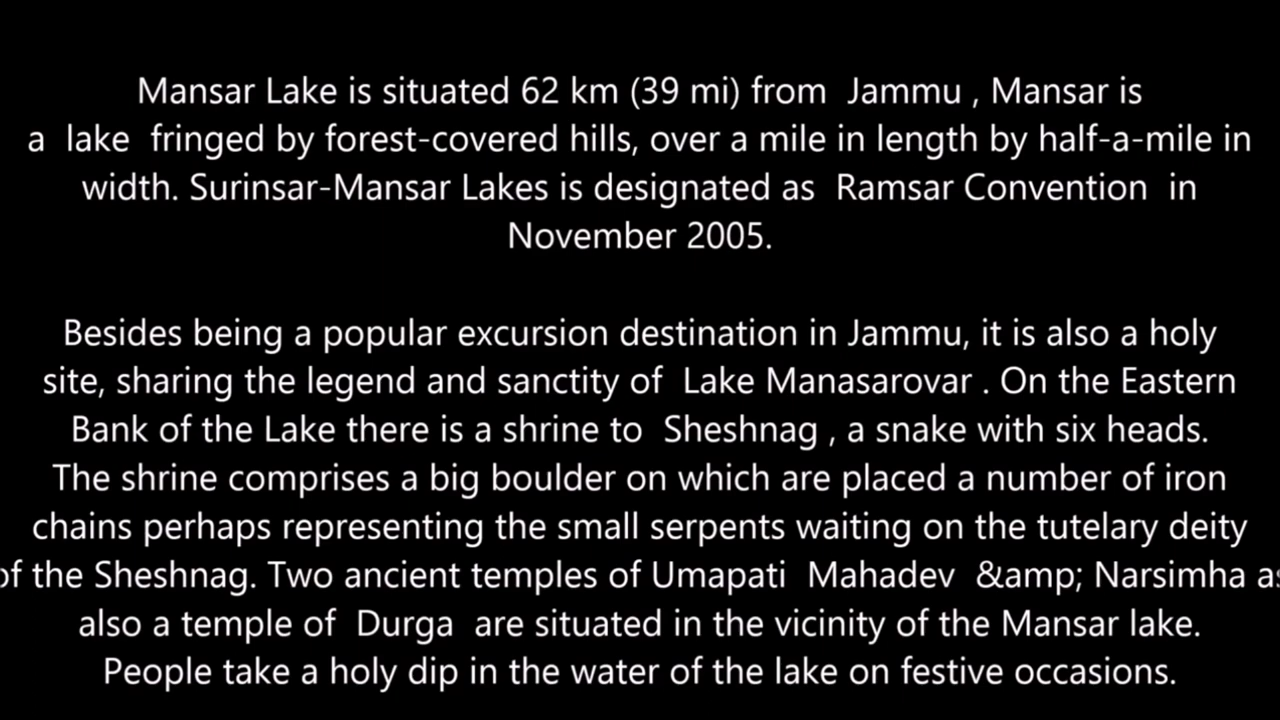 Mansar Lake is situated 62 km (39 mi) from Jammu , Mansar is
a lake fringed by forest-covered hills, over a mile in length by half-a-mile in
width. Surinsar-Mansar Lakes is designated as Ramsar Convention in
November 2005.
Besides being a popular excursion destination in Jammu, it is also a holy
site, sharing the legend and sanctity of Lake Manasarovar . On the Eastern
Bank of the Lake there is a shrine to Sheshnag , a snake with six heads.
The shrine comprises a big boulder on which are placed a number of iron
chains perhaps representing the small serpents waiting on the tutelary deity
of the Sheshnag. Two ancient temples of Umapati Mahadev &amp; Narsimha as
also a temple of Durga are situated in the vicinity of the Mansar lake.
People take a holy dip in the water of the lake on festive occasions.